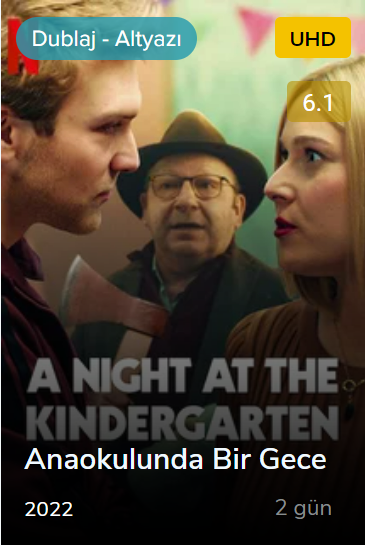 Dublaj - Altyazı
UHD
6.1
A NIGHT AT THE
KINDERGARTEN
Anaokulunda Bir Gece
2022
2 gün